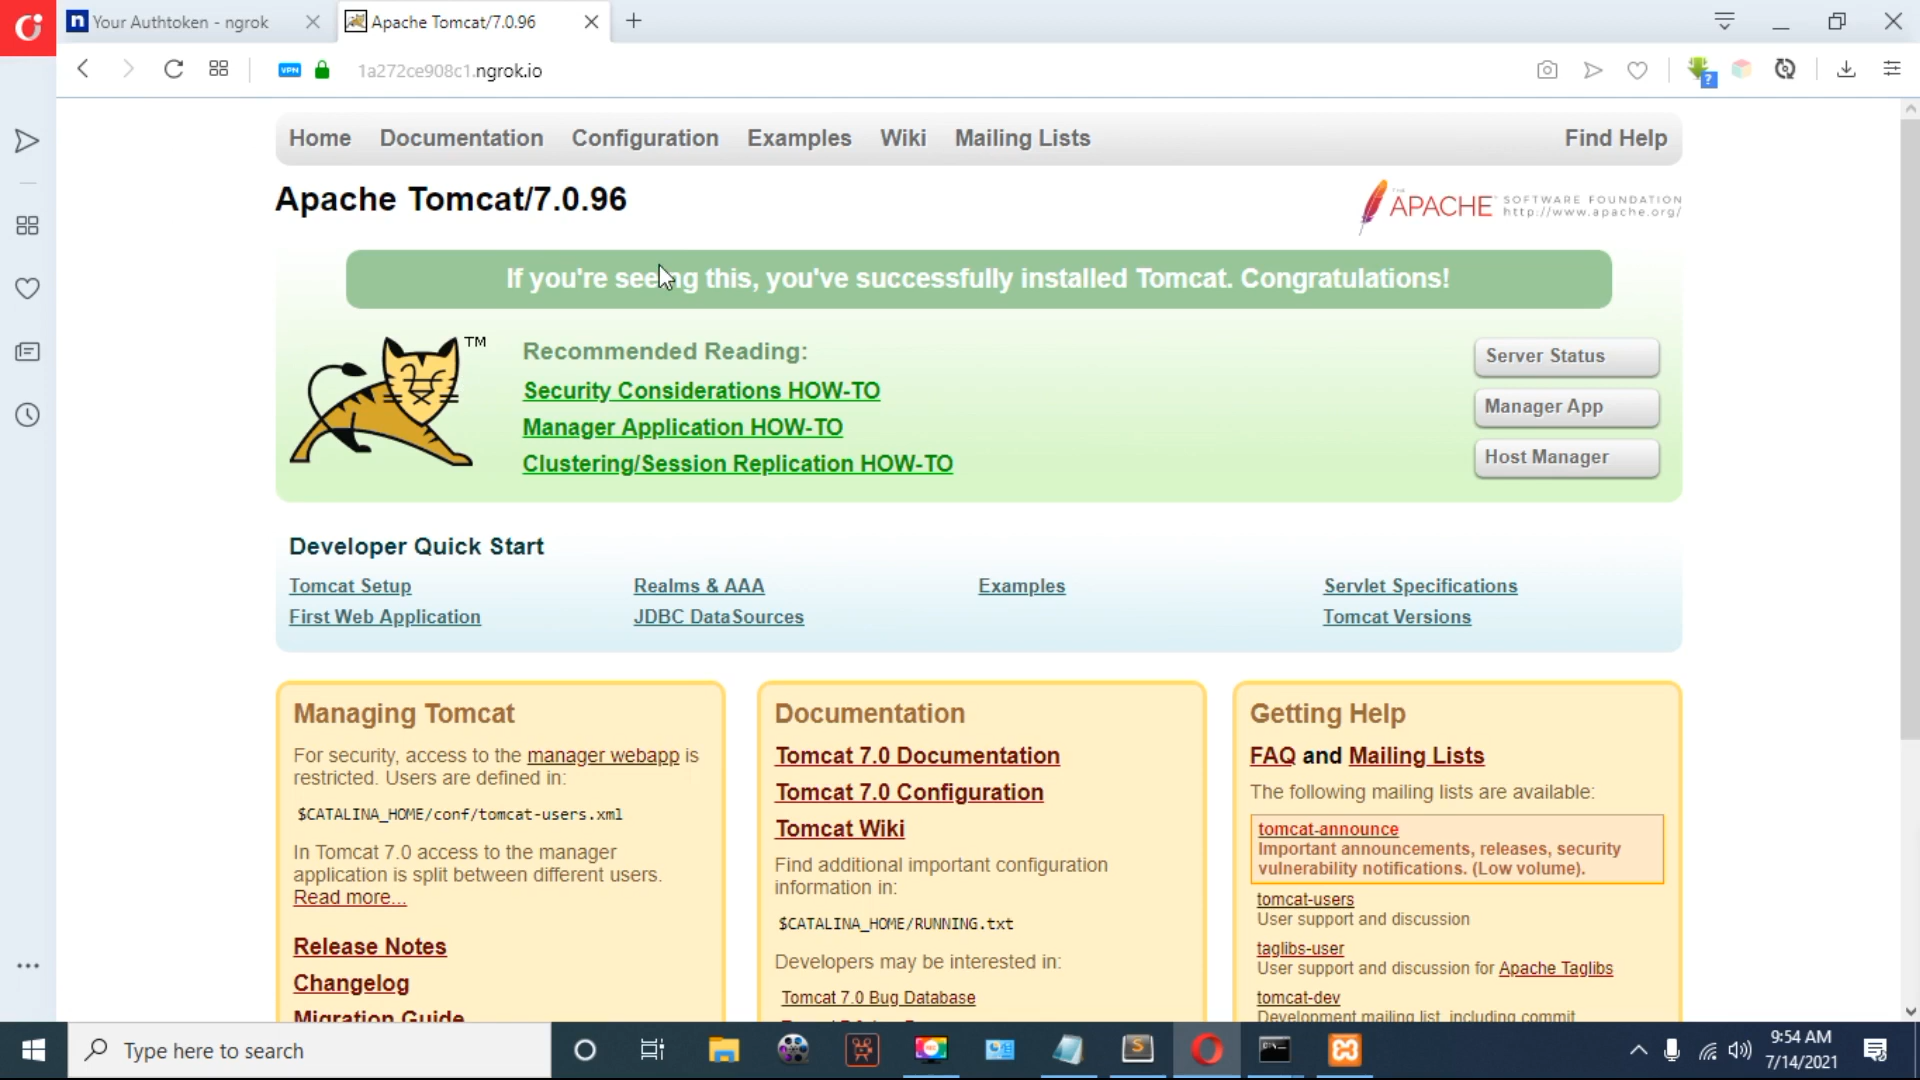 Your Authtoken - ngrok
Apache Tomcat/7.0.96
VPN
1a272ce908c1.ngrok.io
?
Home Documentation Configuration Examples Wiki Mailing Lists Find Help
Apache Tomcat/7.0.96
THE APACHE SOFTWARE FOUNDATION
http://www.apache.org/
If you're seeing this, you've successfully installed Tomcat. Congratulations!
TM
Recommended Reading:
Security Considerations HOW-TO
Manager Application HOW-TO
Clustering/Session Replication HOW-TO
Server Status
Manager App
Host Manager
Developer Quick Start
Tomcat Setup
First Web Application
Realms & AAA
JDBC DataSources
Examples
Servlet Specifications
Tomcat Versions
Managing Tomcat
For security, access to the manager webapp is
restricted. Users are defined in:
$CATALINA_HOME/conf/tomcat-users.xml
In Tomcat 7.0 access to the manager
application is split between different users.
Read more...
Release Notes
Changelog
Migration Guide
Documentation
Tomcat 7.0 Documentation
Tomcat 7.0 Configuration
Tomcat Wiki
Find additional important configuration
information in:
$CATALINA_HOME/RUNNING.txt
Developers may be interested in:
Tomcat 7.0 Bug Database
Getting Help
FAQ and Mailing Lists
The following mailing lists are available:
tomcat-announce
Important announcements, releases, security
vulnerability notifications. (Low volume).
tomcat-users
User support and discussion
taglibs-user
User support and discussion for Apache Taglibs
tomcat-dev
Development mailing list, including commit
Type here to search
9:54 AM
7/14/2021